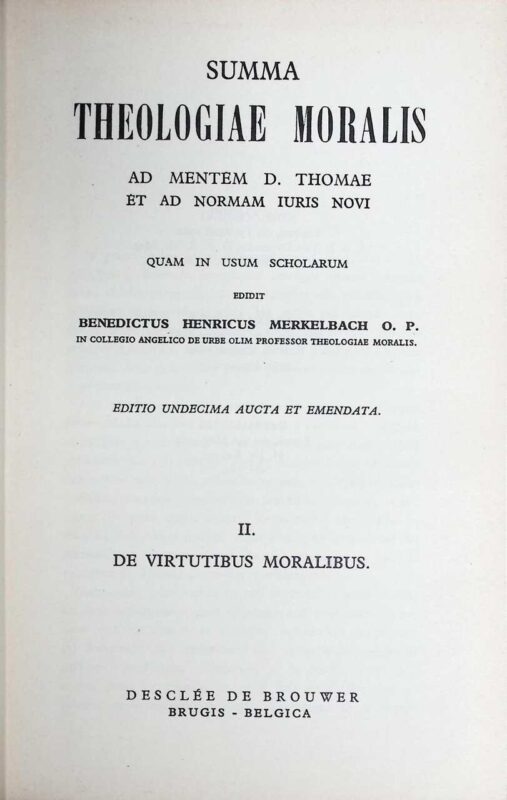 SUMMA
THEOLOGIAE MORALIS
AD MENTEM D. THOMAE
ET AD NORMAM IURIS NOVI
QUAM IN USUM SCHOLARUM
EDIDIT
BENEDICTUS HENRICUS MERKELBACH O. P.
IN COLLEGIO ANGELICO DE URBE OLIM PROFESSOR THEOLOGIAE MORALIS.
EDITIO UNDECIMA AUCTA ET EMENDATA.
II.
DE VIRTUTIBUS MORALIBUS.
DESCLÉE DE BROUWER
BRUGIS - BELGICA